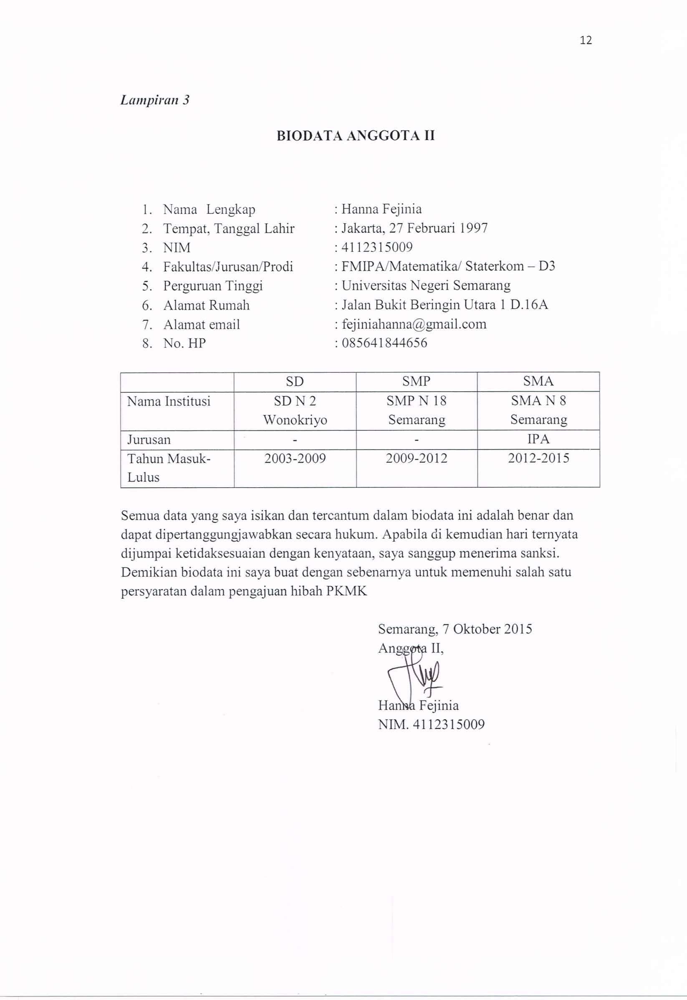 12
Lampiran 3
BIODATA ANGGOTA II
1. Nama Lengkap : Hanna Fejinia
2. Tempat, Tanggal Lahir : Jakarta, 27 Februari 1997
3. NIM : 4112315009
4. Fakultas/Jurusan/Prodi : FMIPA/Matematika/ Staterkom – D3
5. Perguruan Tinggi : Universitas Negeri Semarang
6. Alamat Rumah : Jalan Bukit Beringin Utara 1 D.16A
7. Alamat email : fejiniahanna@gmail.com
8. No. HP : 085641844656
SD SMP SMA
Nama Institusi SD N 2 SMP N 18 SMA N 8
Wonokriyo Semarang Semarang
Jurusan - - IPA
Tahun Masuk- 2003-2009 2009-2012 2012-2015
Lulus
Semua data yang saya isikan dan tercantum dalam biodata ini adalah benar dan
dapat dipertanggungjawabkan secara hukum. Apabila di kemudian hari ternyata
dijumpai ketidaksesuaian dengan kenyataan, saya sanggup menerima sanksi.
Demikian biodata ini saya buat dengan sebenarnya untuk memenuhi salah satu
persyaratan dalam pengajuan hibah PKMK
Semarang, 7 Oktober 2015
Anggota II,
Hanna Fejinia
NIM. 4112315009